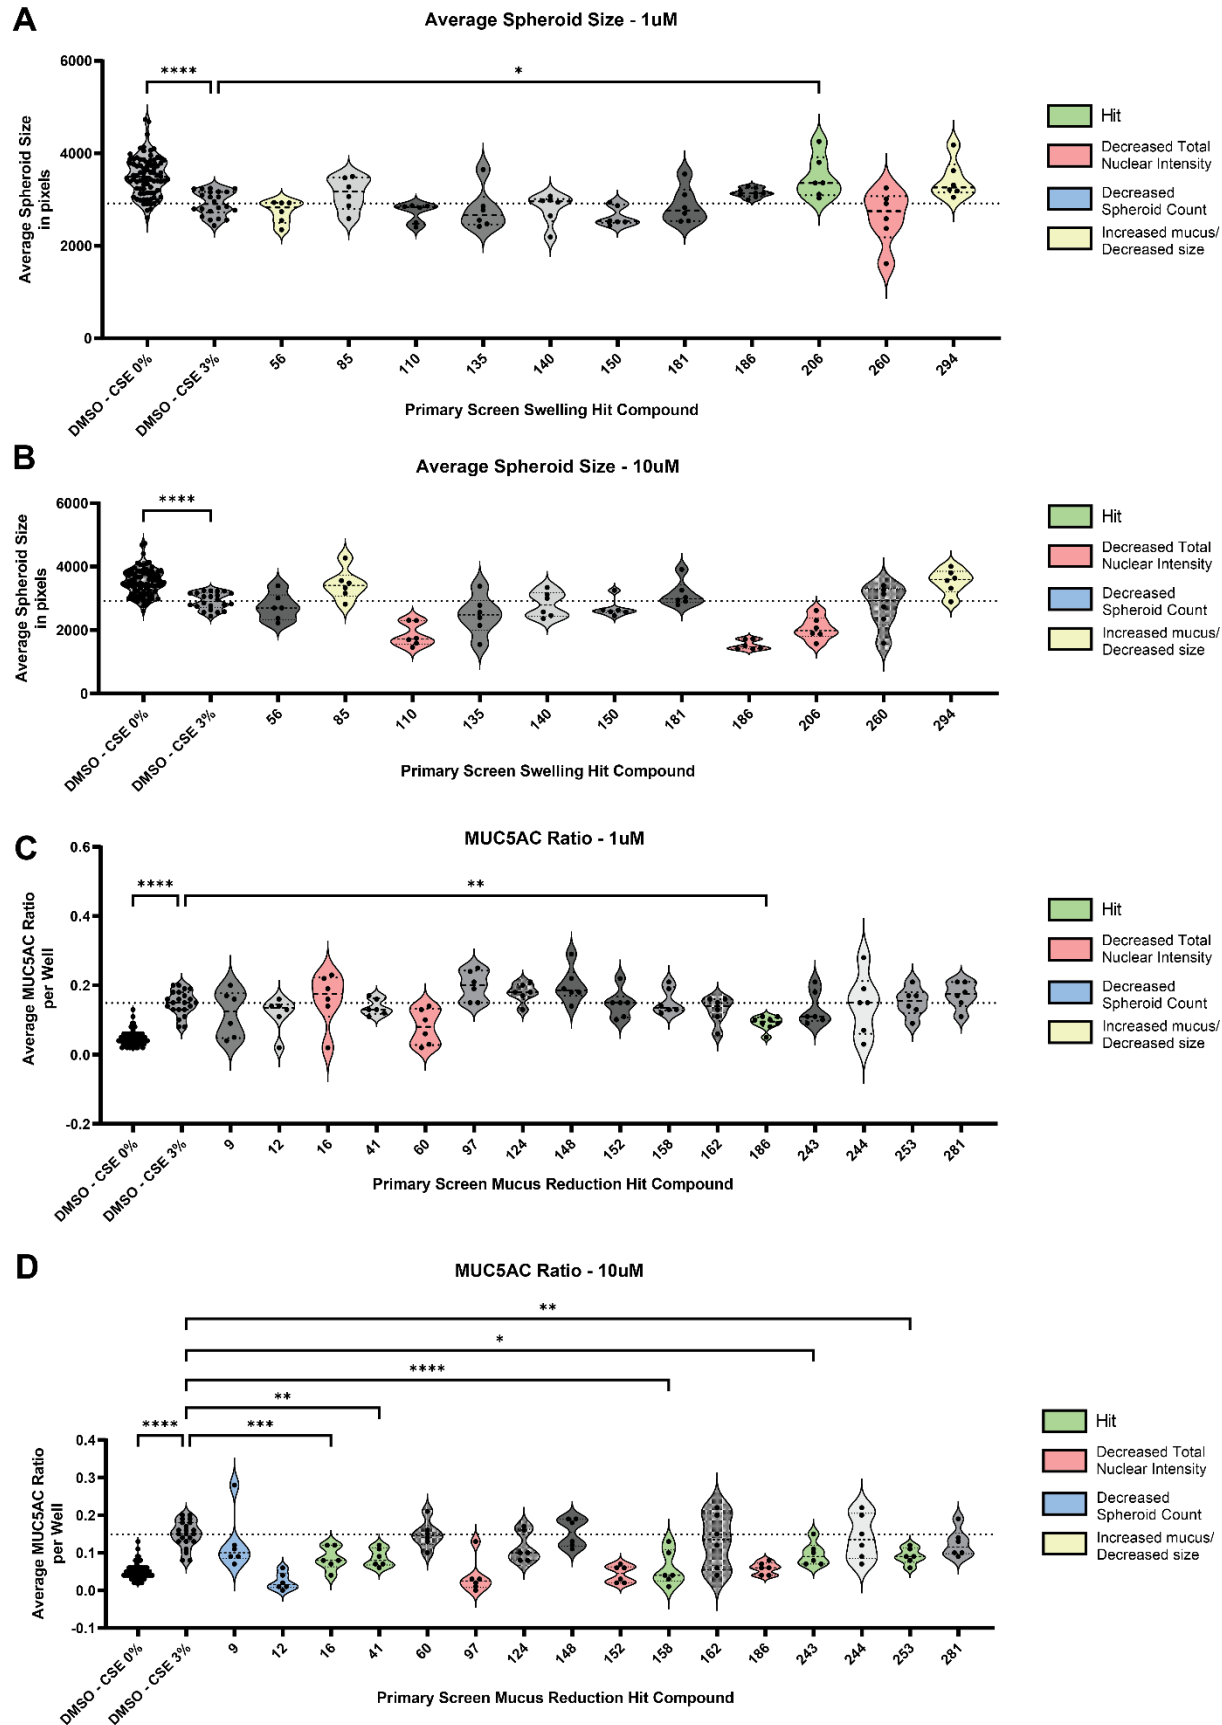 A
Average Spheroid Size - 1uM
6000
4000
2000
0
Average Spheroid Size
in pixels
****
*
DMSO - CSE 0%
DMSO - CSE 3%
56
85
110
135
140
150
181
186
206
260
294
Primary Screen Swelling Hit Compound
Hit
Decreased Total
Nuclear Intensity
Decreased
Spheroid Count
Increased mucus/
Decreased size
B
Average Spheroid Size - 10uM
6000
4000
2000
0
Average Spheroid Size
in pixels
****
DMSO - CSE 0%
DMSO - CSE 3%
56
85
110
135
140
150
181
186
206
260
294
Primary Screen Swelling Hit Compound
Hit
Decreased Total
Nuclear Intensity
Decreased
Spheroid Count
Increased mucus/
Decreased size
C
MUC5AC Ratio - 1uM
0.6
0.4
0.2
0.0
-0.2
Average MUC5AC Ratio
per Well
****
**
DMSO - CSE 0%
DMSO - CSE 3%
9
12
16
41
60
97
124
148
152
158
162
186
243
244
253
281
Primary Screen Mucus Reduction Hit Compound
Hit
Decreased Total
Nuclear Intensity
Decreased
Spheroid Count
Increased mucus/
Decreased size
D
MUC5AC Ratio - 10uM
**
*
****
**
****
***
0.4
0.3
0.2
0.1
0.0
-0.1
Average MUC5AC Ratio
per Well
DMSO - CSE 0%
DMSO - CSE 3%
9
12
16
41
60
97
124
148
152
158
162
186
243
244
253
281
Primary Screen Mucus Reduction Hit Compound
Hit
Decreased Total
Nuclear Intensity
Decreased
Spheroid Count
Increased mucus/
Decreased size